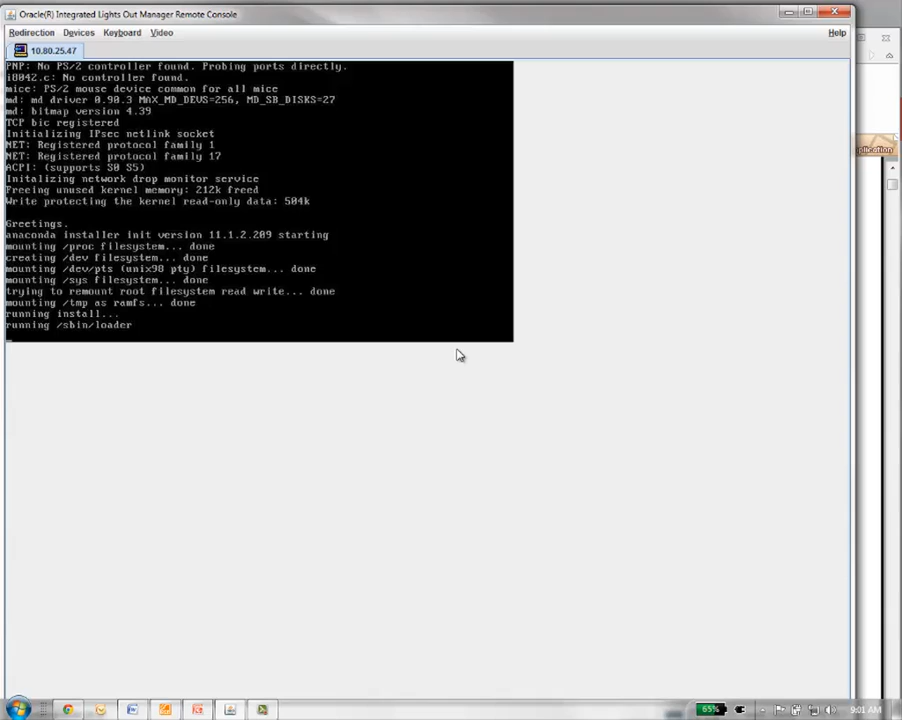 Oracle(R) Integrated Lights Out Manager Remote Console
Redirection Devices Keyboard Video Help
10.80.25.47
PNP: No PS/2 controller found. Probing ports directly.
i8042.c: No controller found.
mice: PS/2 mouse device common for all mice
md: md driver 0.90.3 MAX_MD_DEVS=256, MD_SB_DISKS=27
md: bitmap version 4.39
TCP bic registered
Initializing IPsec netlink socket
NET: Registered protocol family 1
NET: Registered protocol family 17
ACPI: (supports S0 S5)
Initalizing network drop monitor service
Freeing unused kernel memory: 212k freed
Write protecting the kernel read-only data: 504k
Greetings.
anaconda installer init version 11.1.2.209 starting
mounting /proc filesystem... done
creating /dev filesystem... done
mounting /dev/pts (unix98 pty) filesystem... done
mounting /sys filesystem... done
trying to remount root filesystem read write... done
mounting /tmp as ramfs... done
running install...
running /sbin/loader
plication
65%
9:01 AM